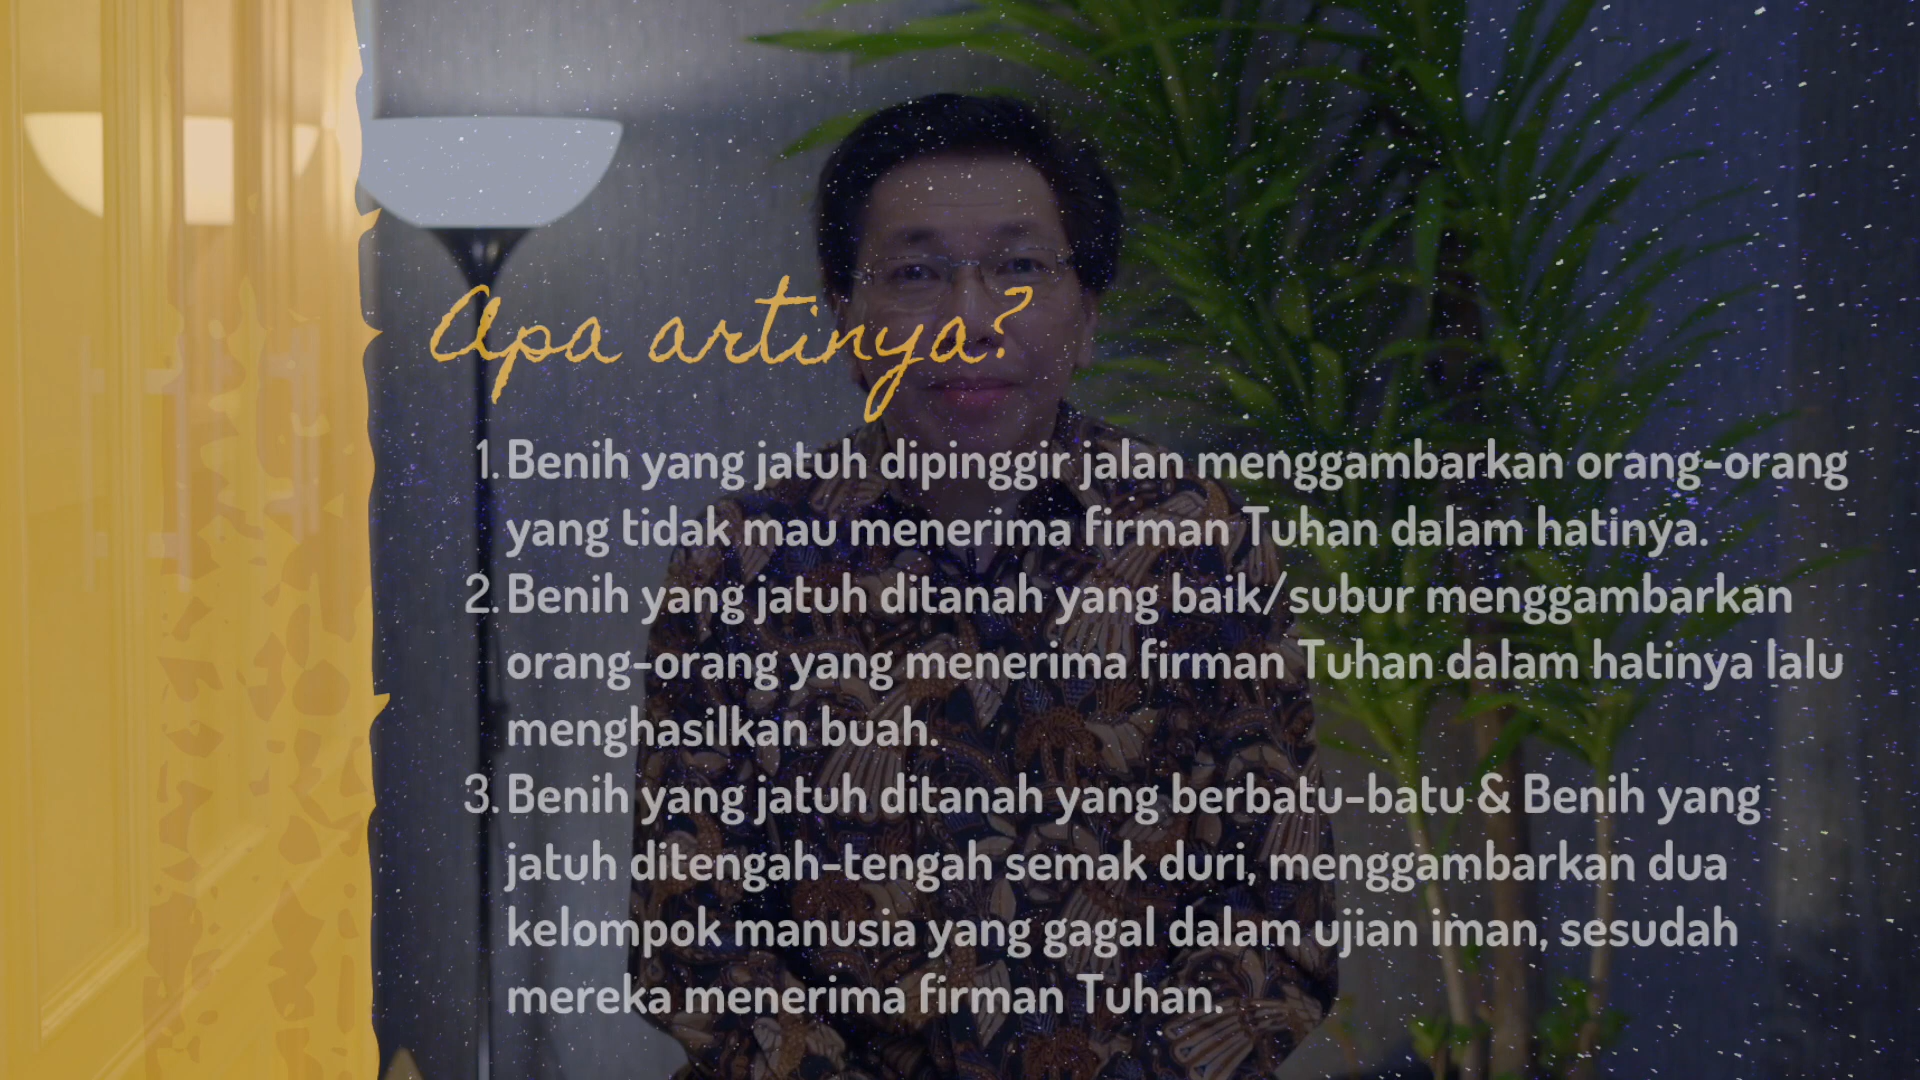 Apa artinya?
1. Benih yang jatuh dipinggir jalan menggambarkan orang-orang
yang tidak mau menerima firman Tuhan dalam hatinya.
2. Benih yang jatuh ditanah yang baik/subur menggambarkan
orang-orang yang menerima firman Tuhan dalam hatinya lalu
menghasilkan buah.
3. Benih yang jatuh ditanah yang berbatu-batu & Benih yang
jatuh ditengah-tengah semak duri, menggambarkan dua
kelompok manusia yang gagal dalam ujian iman, sesudah
mereka menerima firman Tuhan.